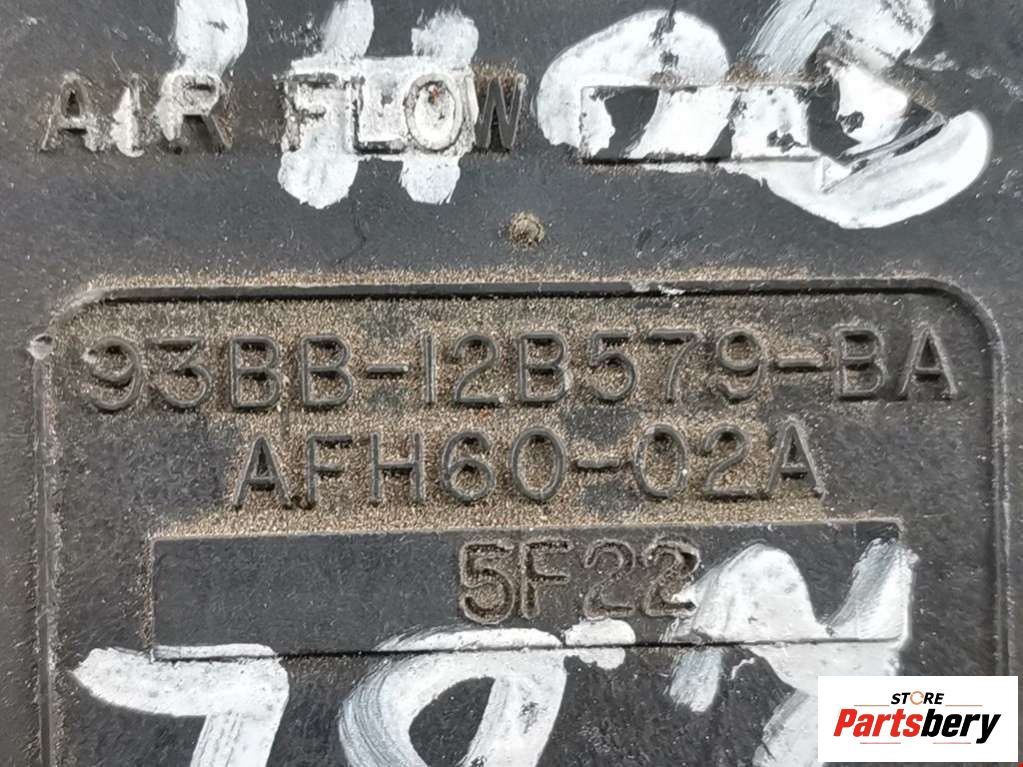 AIR FLOW
93BB-12B579-BA
AFH60-02A
5F22
STORE
Partsbery